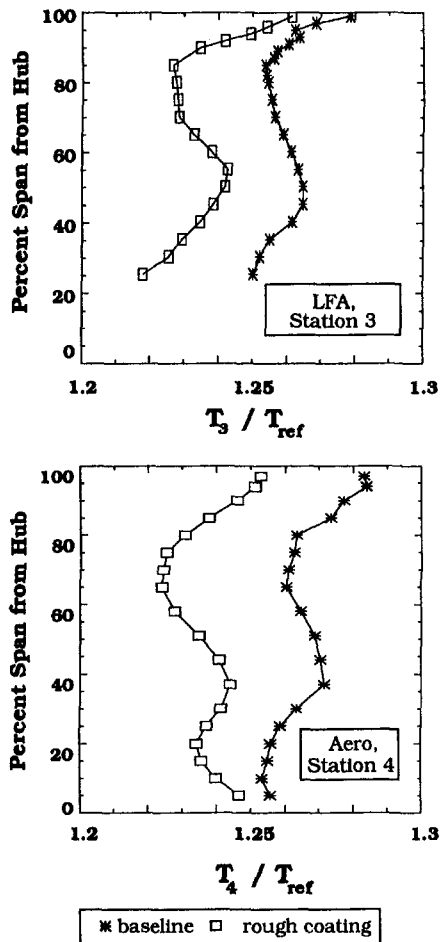 100
80
60
40
20
0
Percent Span from Hub
LFA,
Station 3
1.2 1.25 1.3
T3 / Tref
100
80
60
40
20
0
Percent Span from Hub
Aero,
Station 4
1.2 1.25 1.3
T4 / Tref
baseline rough coating